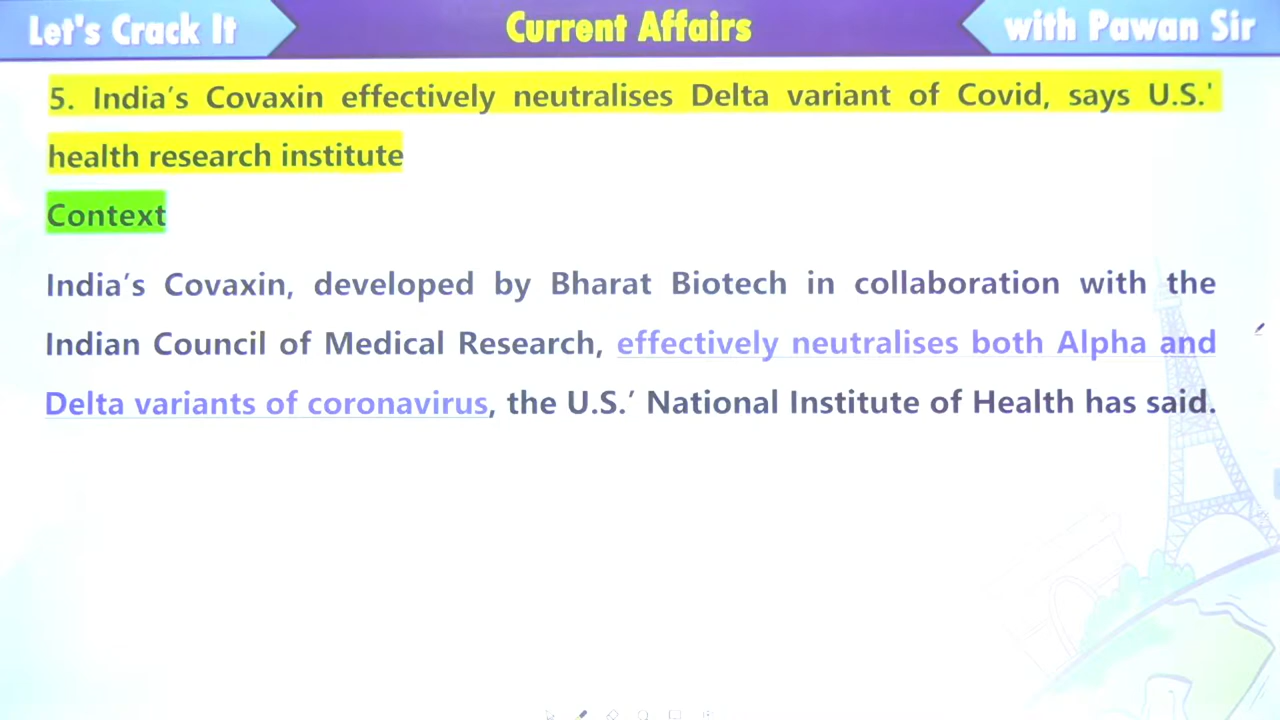 Let's Crack It
Current Affairs
with Pawan Sir
5. India's Covaxin effectively neutralises Delta variant of Covid, says U.S.'
health research institute
Context
India's Covaxin, developed by Bharat Biotech in collaboration with the
Indian Council of Medical Research, effectively neutralises both Alpha and
Delta variants of coronavirus, the U.S.' National Institute of Health has said.